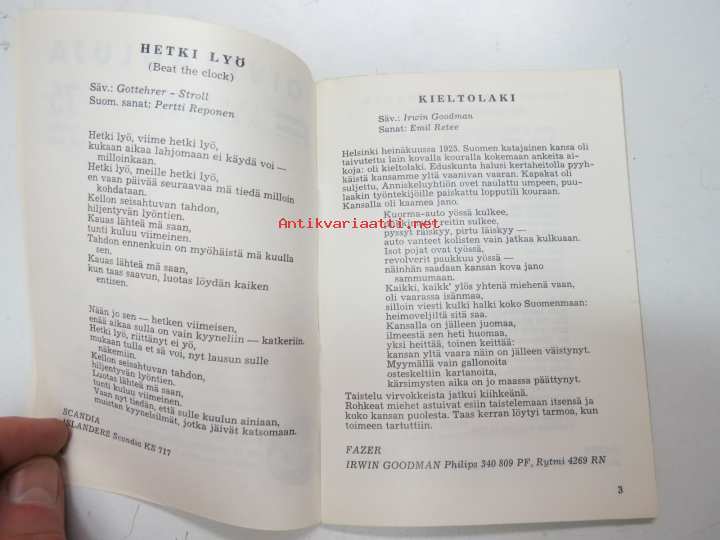 HETKI LYÖ
(Beat the clock)
Säv.: Gottehrer - Stroll
Suom. sanat: Pertti Reponen
Hetki lyö, viime hetki lyö,
kukaan aikaa lahjomaan ei käydä voi —
milloinkaan.
Hetki lyö, meille hetki lyö,
en vaan päivää seuraavaa mä tiedä milloin
kohdataan.
Kellon seisahtuvan tahdon,
hiljentyvän lyöntien.
Kauas lähteä mä saan,
tunti kuluu viimeinen.
Tahdon ennenkuin on myöhäistä mä kuulla
sen.
Kauas lähteä mä saan,
kun taas saavun, luotas löydän kaiken
entisen.
Nään jo sen — hetken viimeisen,
enää aikaa sulla on vain kyyneliin — katkeriin.
Hetki lyö, riittänyt ei yö,
mukaan tulla et sä voi, nyt lausun sulle
näkemiin.
Kellon seisahtuvan tahdon,
hiljentyvän lyöntien.
Luotas lähteä mä saan,
tunti kuluu viimeinen.
Vaan nyt tiedän, että sulle kuulun ainiaan,
muistan kyynelsilmät, jotka jäivät katsomaan.
SCANDIA
ISLANDERS Scandia KS 717
KIELTOLAKI
Säv.: Irwin Goodman
Sanat: Emil Retee
Helsinki heinäkuussa 1923. Suomen katajainen kansa oli
taivutettu lain kovalla kouralla kokemaan ankeita ai-
koja: oli kieltolaki. Eduskunta halusi kertaheitolla pyyh-
käistä kansamme yltä vaanivan vaaran. Kapakat oli
suljettu, Anniskeluyhtiön ovet naulattu umpeen, puu-
laakin työntekijöille paiskattu lopputili kouraan.
Kansalla oli kaamea jano.
Kuorma-auto yössä kulkee,
reitin sulkee,
pyssyt räiskyy, pirtu läiskyy —
auto vanteet kolisten vain jatkaa kulkuaan.
Isot pojat ovat työssä,
revolverit paukkuu yössä —
näinhän saadaan kansan kova jano
sammumaan.
Kaikki, kaikk' ylös yhtenä miehenä vaan,
oli vaarassa isänmaa,
silloin viesti kulki halki koko Suomenmaan:
heimoveljiltä sitä saa.
Kansalla on jälleen juomaa,
ilmeestä sen heti huomaa,
yksi heittää, toinen keittää:
kansan yltä vaara näin on jälleen väistynyt.
Myymällä vain gallonoita
osteskeltiin kartanoita,
kärsimysten aika on jo maassa päättynyt.
Taistelu virvokkeista jatkui kiihkeänä.
Rohkeat miehet astuivat esiin taistelemaan itsensä ja
koko kansan puolesta. Taas kerran löytyi tarmoa, kun
toimeen tartuttiin.
FAZER
IRWIN GOODMAN Philips 340 809 PF, Rytmi 4269 RN
3
Antikvariaatti.net